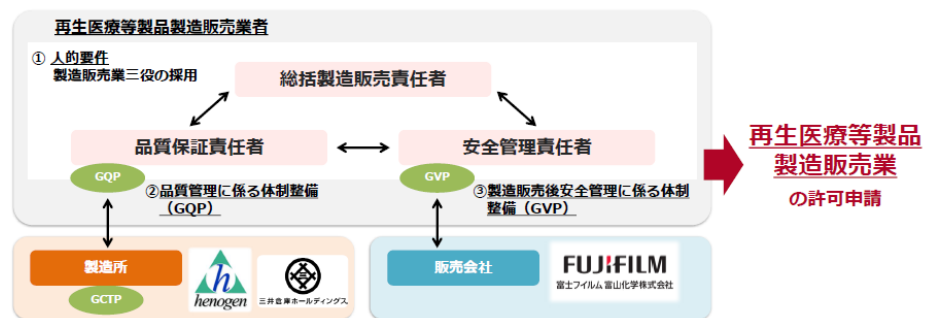 再生医療等製品製造販売業者
① 人的要件
製造販売業三役の採用
総括製造販売責任者
品質保証責任者
安全管理責任者
GQP
②品質管理に係る体制整備
（GQP）
GVP
③製造販売後安全管理に係る体制
整備（GVP）
再生医療等製品
製造販売業
の許可申請
製造所
GCTP
henogen
三井倉庫ホールディングス
販売会社
FUJIFILM
富士フイルム富山化学株式会社